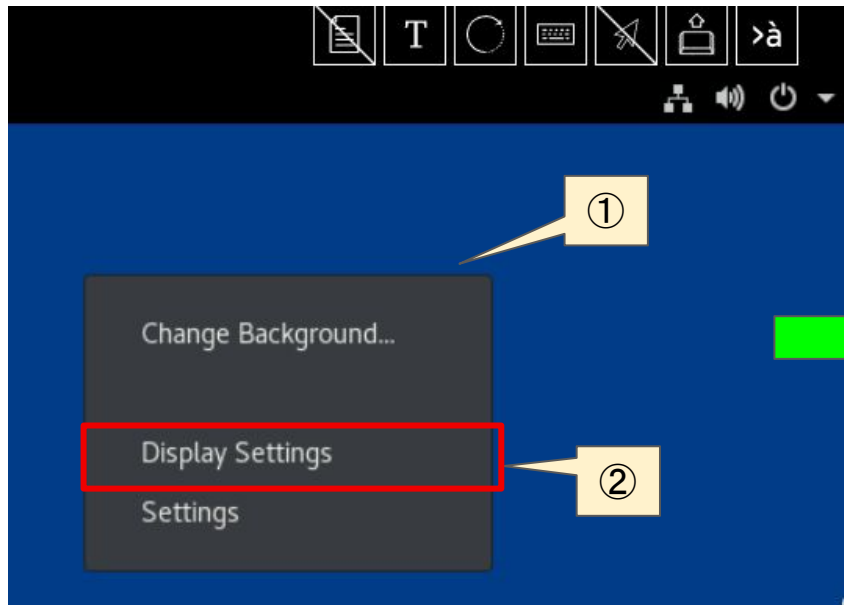 T
>à
①
Change Background...
Display Settings
②
Settings